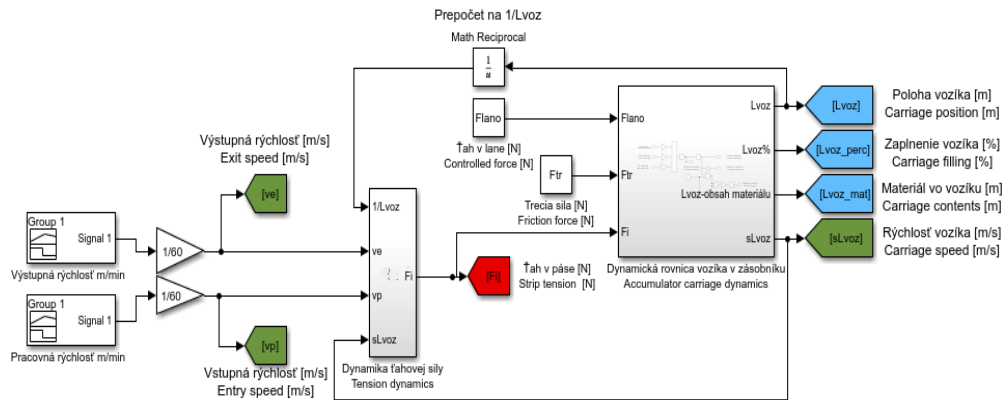 Prepočet na 1/Lvoz
Math Reciprocal
1
u
Flano
Ťah v lane [N]
Controlled force [N]
Ftr
Trecia sila [N]
Friction force [N]
Flano
Ftr
Fi
Lvoz
Lvoz%
Lvoz-obsah materiálu
sLvoz
Dynamická rovnica vozíka v zásobníku
Accumulator carriage dynamics
[Lvoz]
Poloha vozíka [m]
Carriage position [m]
[Lvoz_perc]
Zaplnenie vozíka [%]
Carriage filling [%]
[Lvoz_mat]
Materiál vo vozíku [m]
Carriage contents [m]
[sLvoz]
Rýchlosť vozíka [m/s]
Carriage speed [m/s]
Výstupná rýchlosť [m/s]
Exit speed [m/s]
[ve]
Group 1
Signal 1
Výstupná rýchlosť m/min
1/60
Group 1
Signal 1
Pracovná rýchlosť m/min
1/60
[vp]
Vstupná rýchlosť [m/s]
Entry speed [m/s]
1/Lvoz
ve
vp
sLvoz
Fi
Dynamika ťahovej sily
Tension dynamics
[Fi]
Ťah v páse [N]
Strip tension [N]